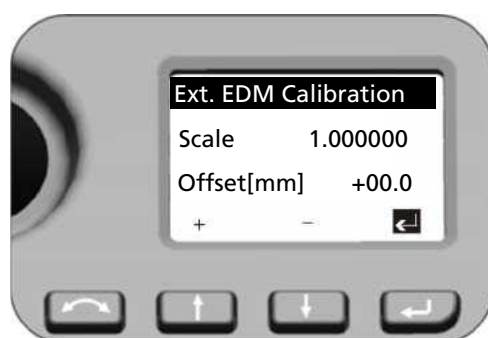 Ext. EDM Calibration
Scale 1.000000
Offset[mm] +00.0
+ -